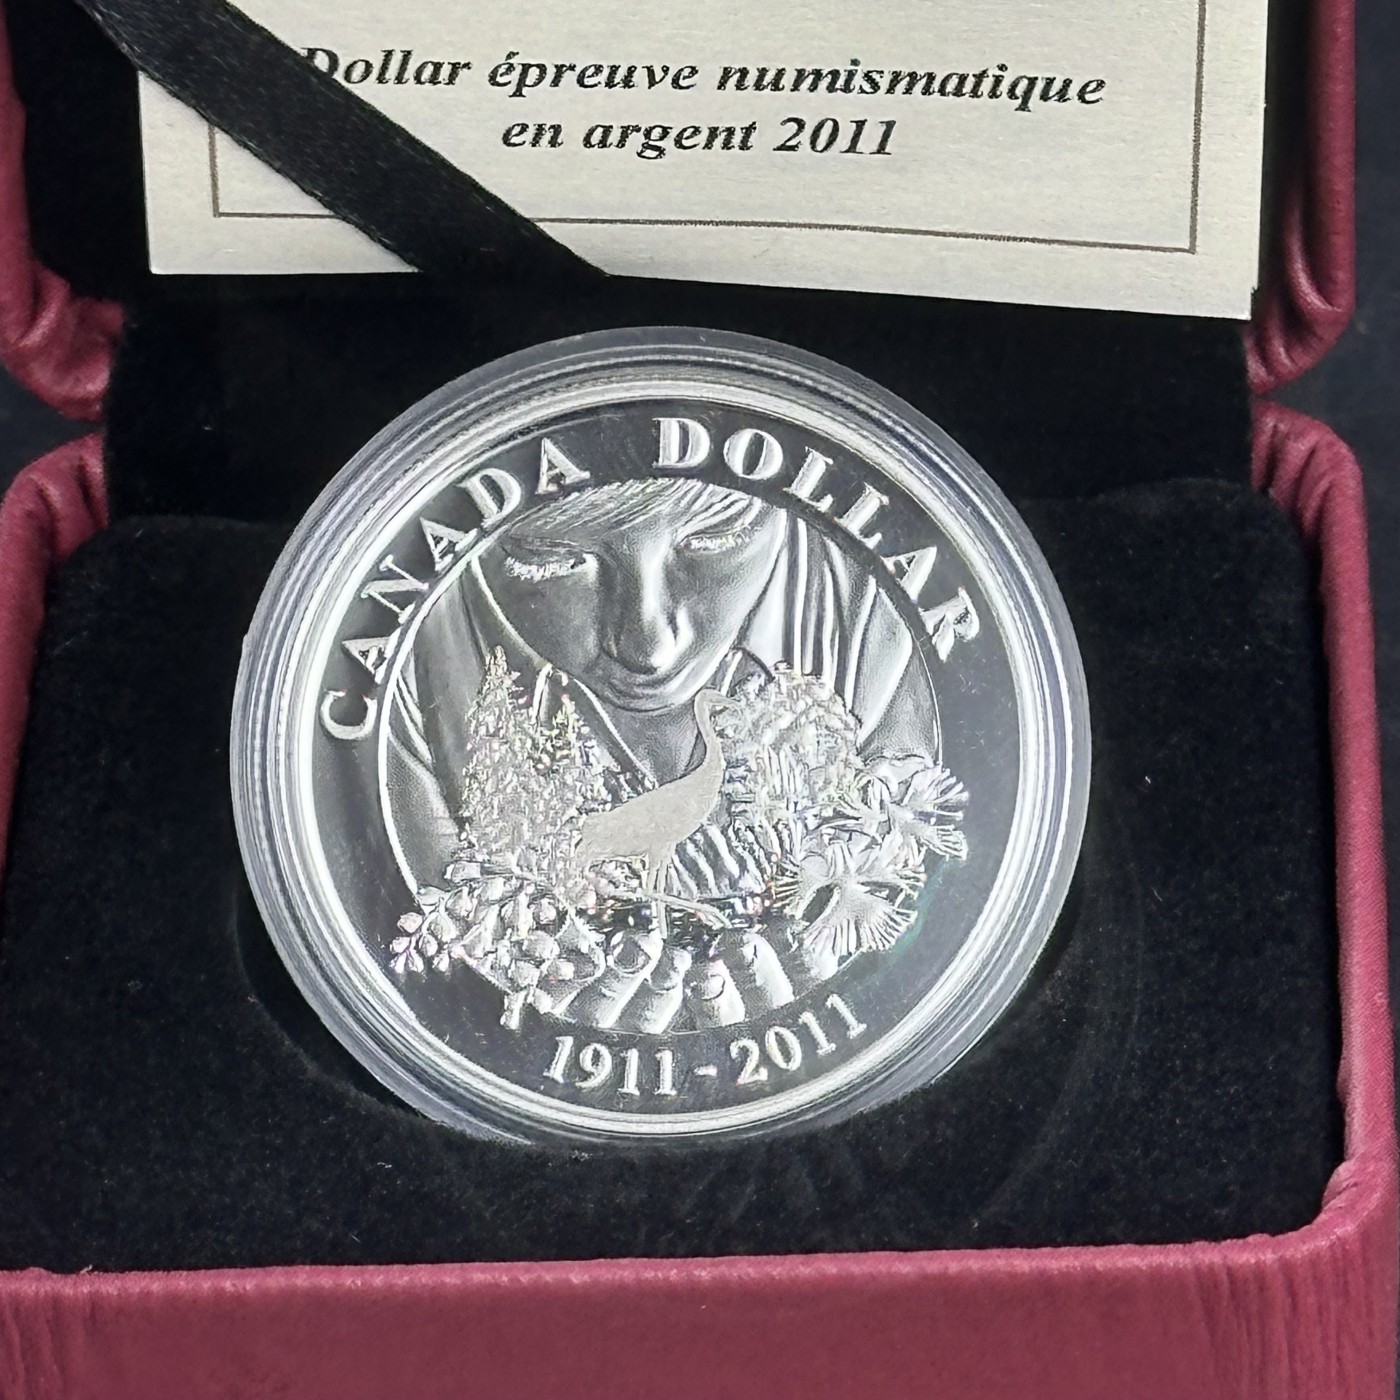 Dollar épreuve numismatique
en argent 2011
CANADA DOLLAR
1911-2011